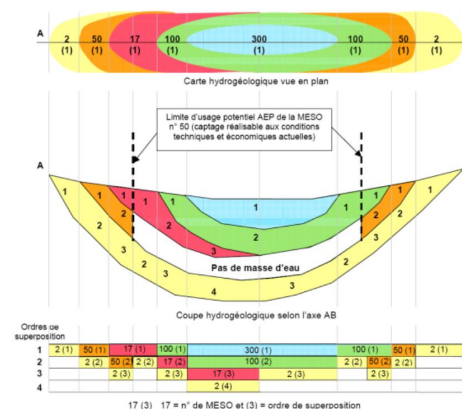 A 2 50 17 100 300 100 50 2
(1) (1) (1) (1) (1) (1) (1) (1)
Carte hydrogéologique vue en plan
Limite d'usage potentiel AEP de la MESO
n° 50 (captage réalisable aux conditions
techniques et économiques actuelles)
A
1 1 1 1 1 1 1 1
2 2 2 2 2 2 2
3 3 3
Pas de masse d'eau
2 3 2 3 4 3 2
Coupe hydrogéologique selon l'axe AB
Ordres de
superposition
1 2 (1) 50 (1) 17 (1) 100 (1) 300 (1) 100 (1) 50 (1) 2 (1)
2 2 (2) 50 (2) 2 (2) 17 (2) 100 (2) 2 (2) 50 (2) 2 (2)
3 2 (3) 2 (3) 17 (3) 2 (3) 2 (3)
4 2 (4)
17 (3) 17 = n° de MESO et (3) = ordre de superposition